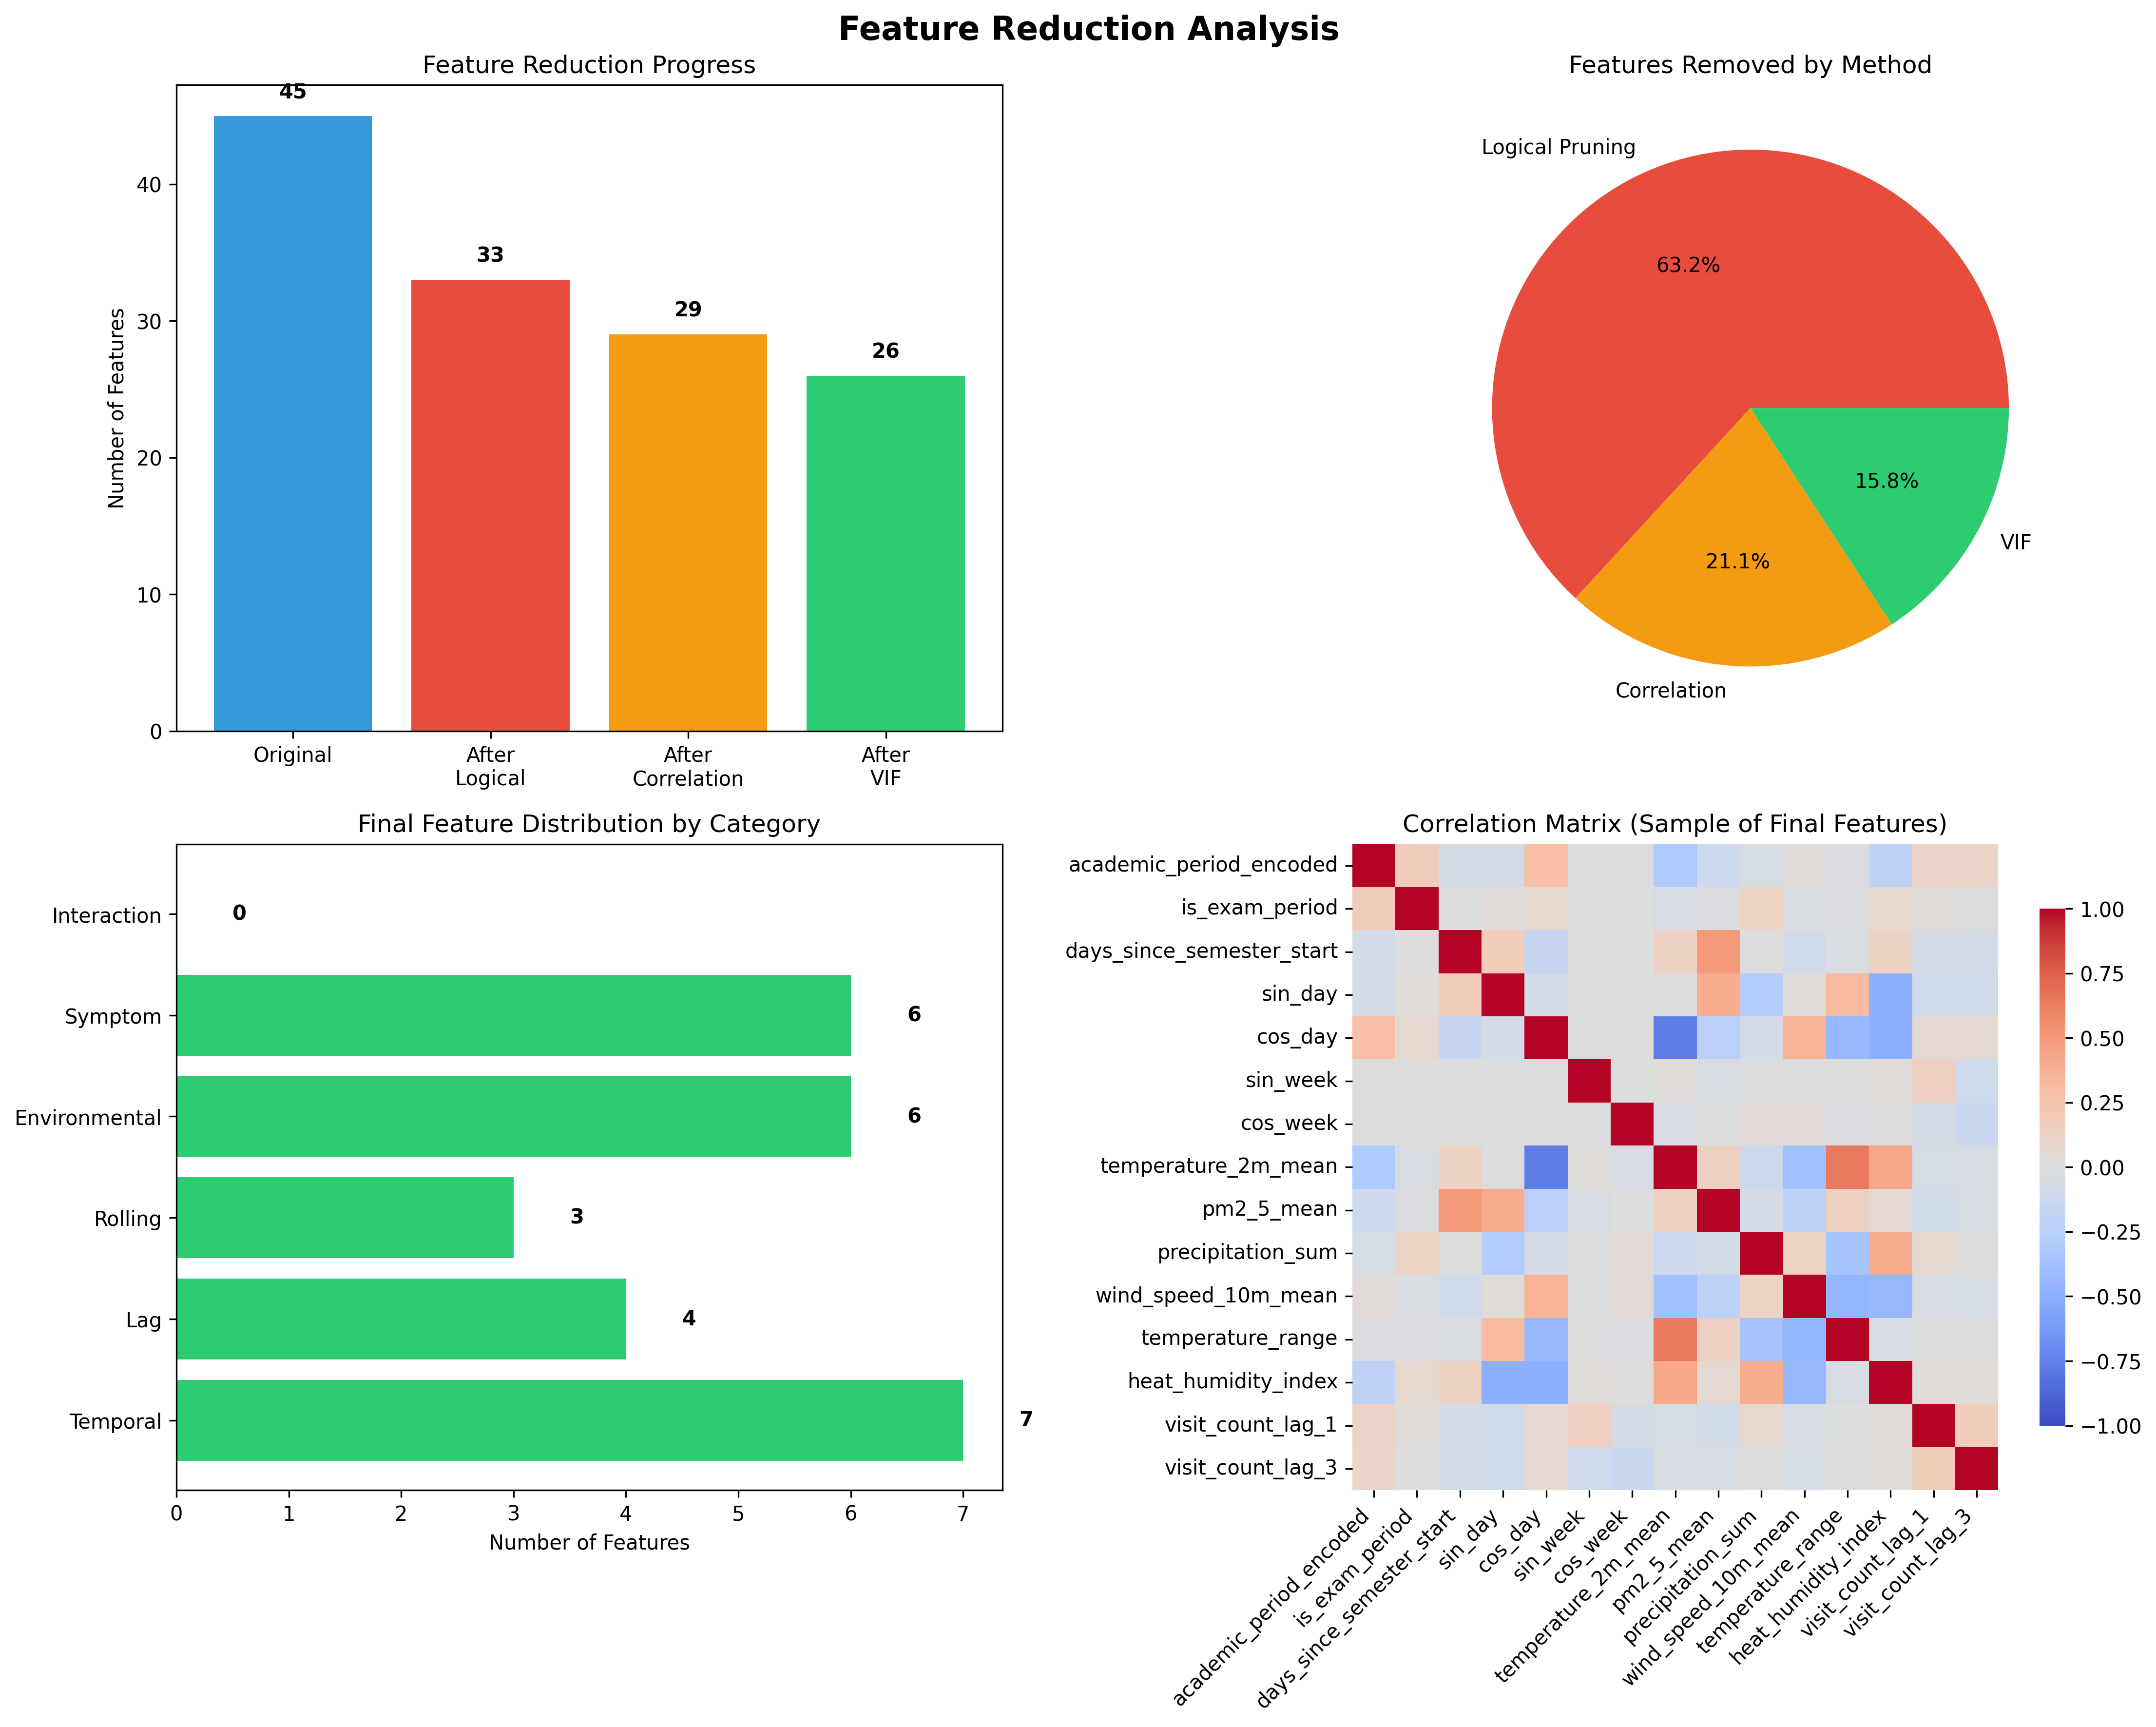 Feature Reduction Analysis
Feature Reduction Progress
45
33
29
26
40
30
20
10
0
Number of Features
Original
After
Logical
After
Correlation
After
VIF
Features Removed by Method
Logical Pruning
63.2%
15.8%
VIF
21.1%
Correlation
Final Feature Distribution by Category
Interaction
0
Symptom
6
Environmental
6
Rolling
3
Lag
4
Temporal
7
0 1 2 3 4 5 6 7
Number of Features
Correlation Matrix (Sample of Final Features)
academic_period_encoded
is_exam_period
days_since_semester_start
sin_day
cos_day
sin_week
cos_week
temperature_2m_mean
pm2_5_mean
precipitation_sum
wind_speed_10m_mean
temperature_range
heat_humidity_index
visit_count_lag_1
visit_count_lag_3
academic_period_encoded
is_exam_period
days_since_semester_start
sin_day
cos_day
sin_week
cos_week
temperature_2m_mean
pm2_5_mean
precipitation_sum
wind_speed_10m_mean
temperature_range
heat_humidity_index
visit_count_lag_1
visit_count_lag_3
1.00
0.75
0.50
0.25
0.00
−0.25
−0.50
−0.75
−1.00